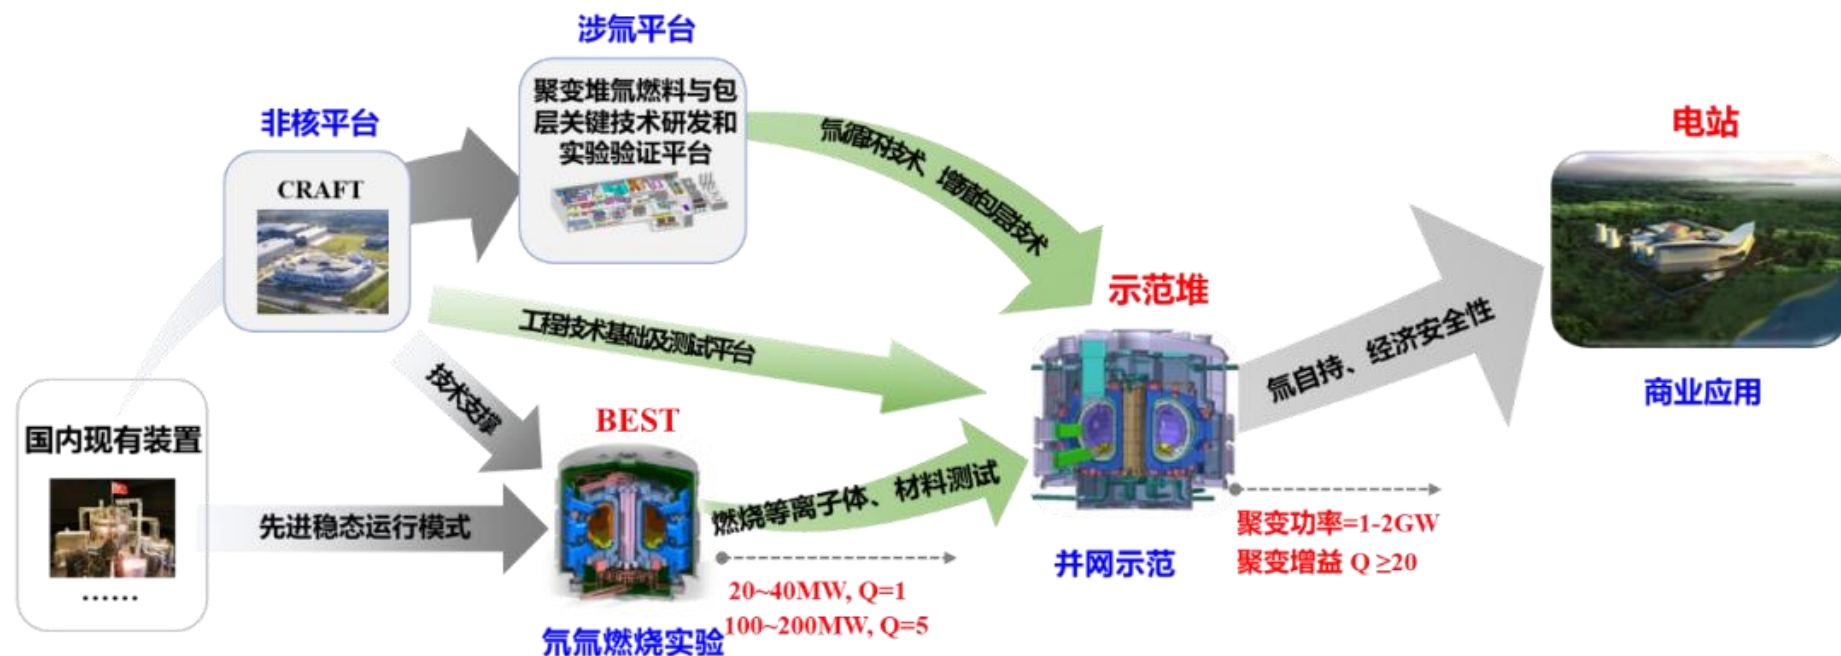 涉氚平台
聚变堆氚燃料与包
层关键技术研发和
实验验证平台
非核平台
CRAFT
氚循环技术、增殖包层技术
电站
示范堆
工程技术基础及测试平台
技术支撑
氚自持、经济安全性
商业应用
国内现有装置
......
先进稳态运行模式
BEST
燃烧等离子体、材料测试
20~40MW, Q=1
100~200MW, Q=5
氘氚燃烧实验
并网示范
聚变功率=1-2GW
聚变增益 Q ≥20